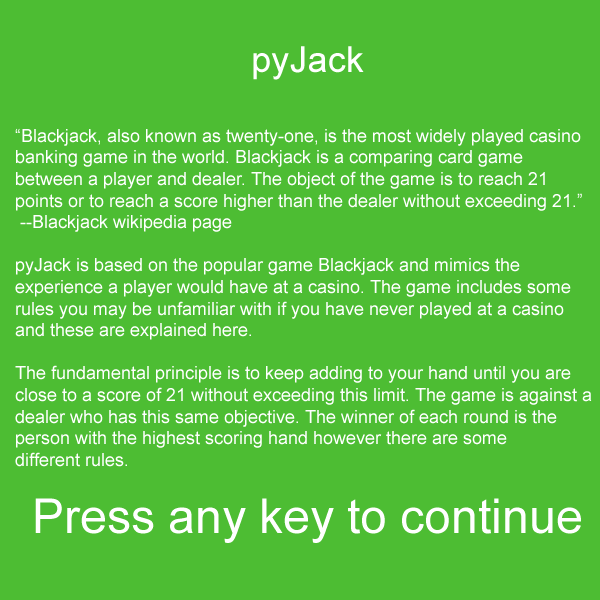 pyJack
“Blackjack, also known as twenty-one, is the most widely played casino
banking game in the world. Blackjack is a comparing card game
between a player and dealer. The object of the game is to reach 21
points or to reach a score higher than the dealer without exceeding 21.”
--Blackjack wikipedia page
pyJack is based on the popular game Blackjack and mimics the
experience a player would have at a casino. The game includes some
rules you may be unfamiliar with if you have never played at a casino
and these are explained here.
The fundamental principle is to keep adding to your hand until you are
close to a score of 21 without exceeding this limit. The game is against a
dealer who has this same objective. The winner of each round is the
person with the highest scoring hand however there are some
different rules.
Press any key to continue